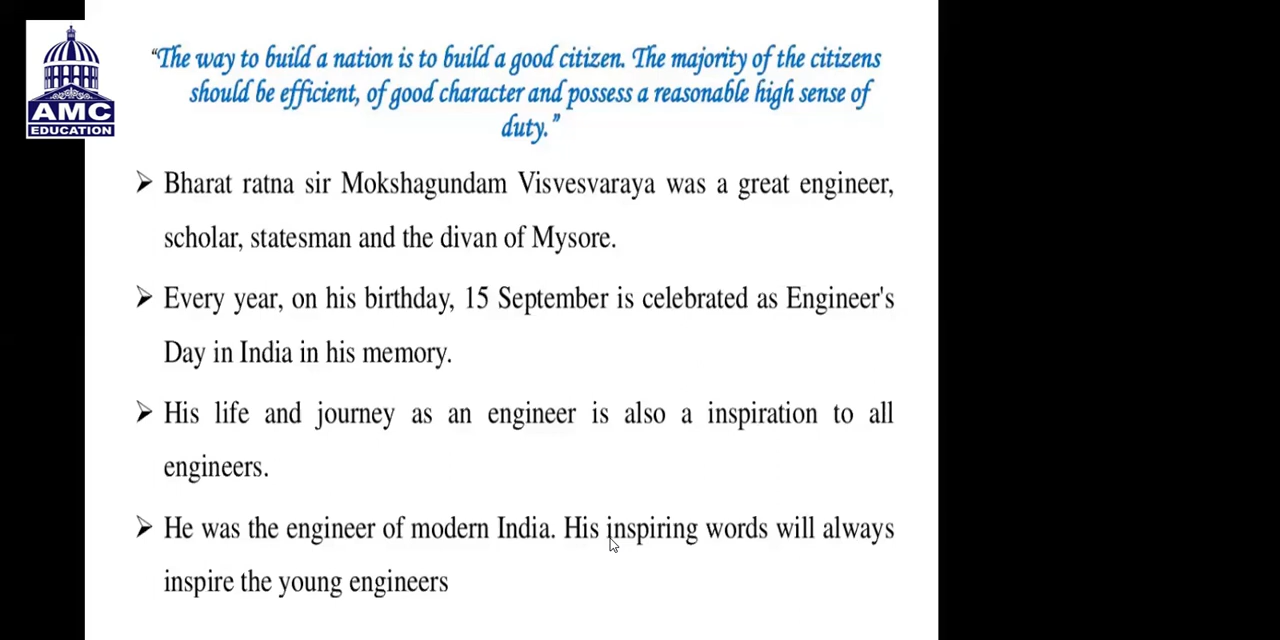 AMC
EDUCATION
“The way to build a nation is to build a good citizen. The majority of the citizens
should be efficient, of good character and possess a reasonable high sense of
duty.”
➢ Bharat ratna sir Mokshagundam Visvesvaraya was a great engineer,
scholar, statesman and the divan of Mysore.
➢ Every year, on his birthday, 15 September is celebrated as Engineer's
Day in India in his memory.
➢ His life and journey as an engineer is also a inspiration to all
engineers.
➢ He was the engineer of modern India. His inspiring words will always
inspire the young engineers